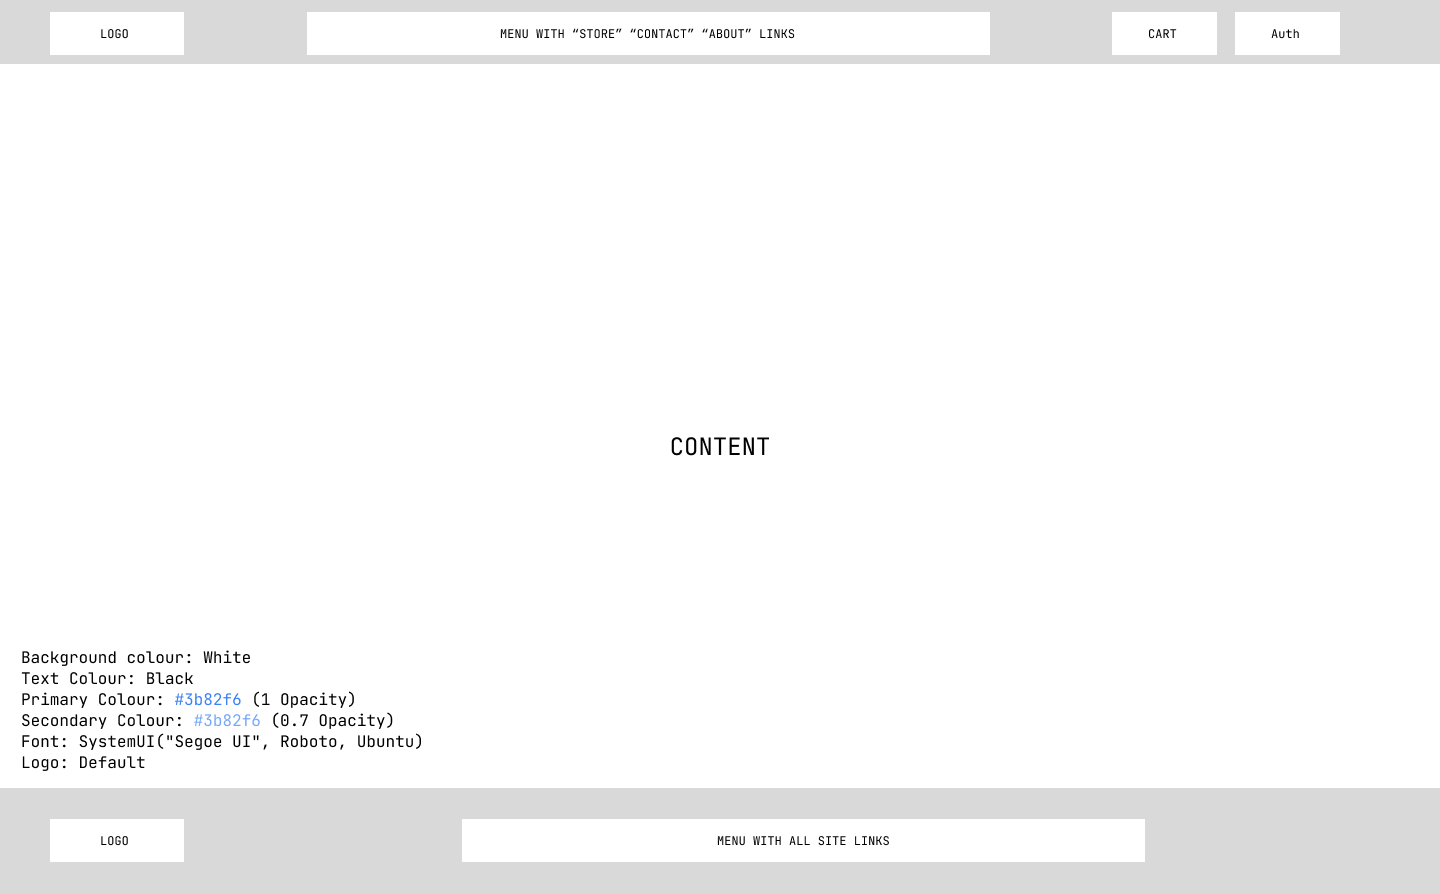 LOGO
MENU WITH “STORE” “CONTACT” “ABOUT” LINKS
CART
Auth
CONTENT
Background colour: White
Text Colour: Black
Primary Colour: #3b82f6 (1 Opacity)
Secondary Colour: #3b82f6 (0.7 Opacity)
Font: SystemUI("Segoe UI", Roboto, Ubuntu)
Logo: Default
LOGO
MENU WITH ALL SITE LINKS